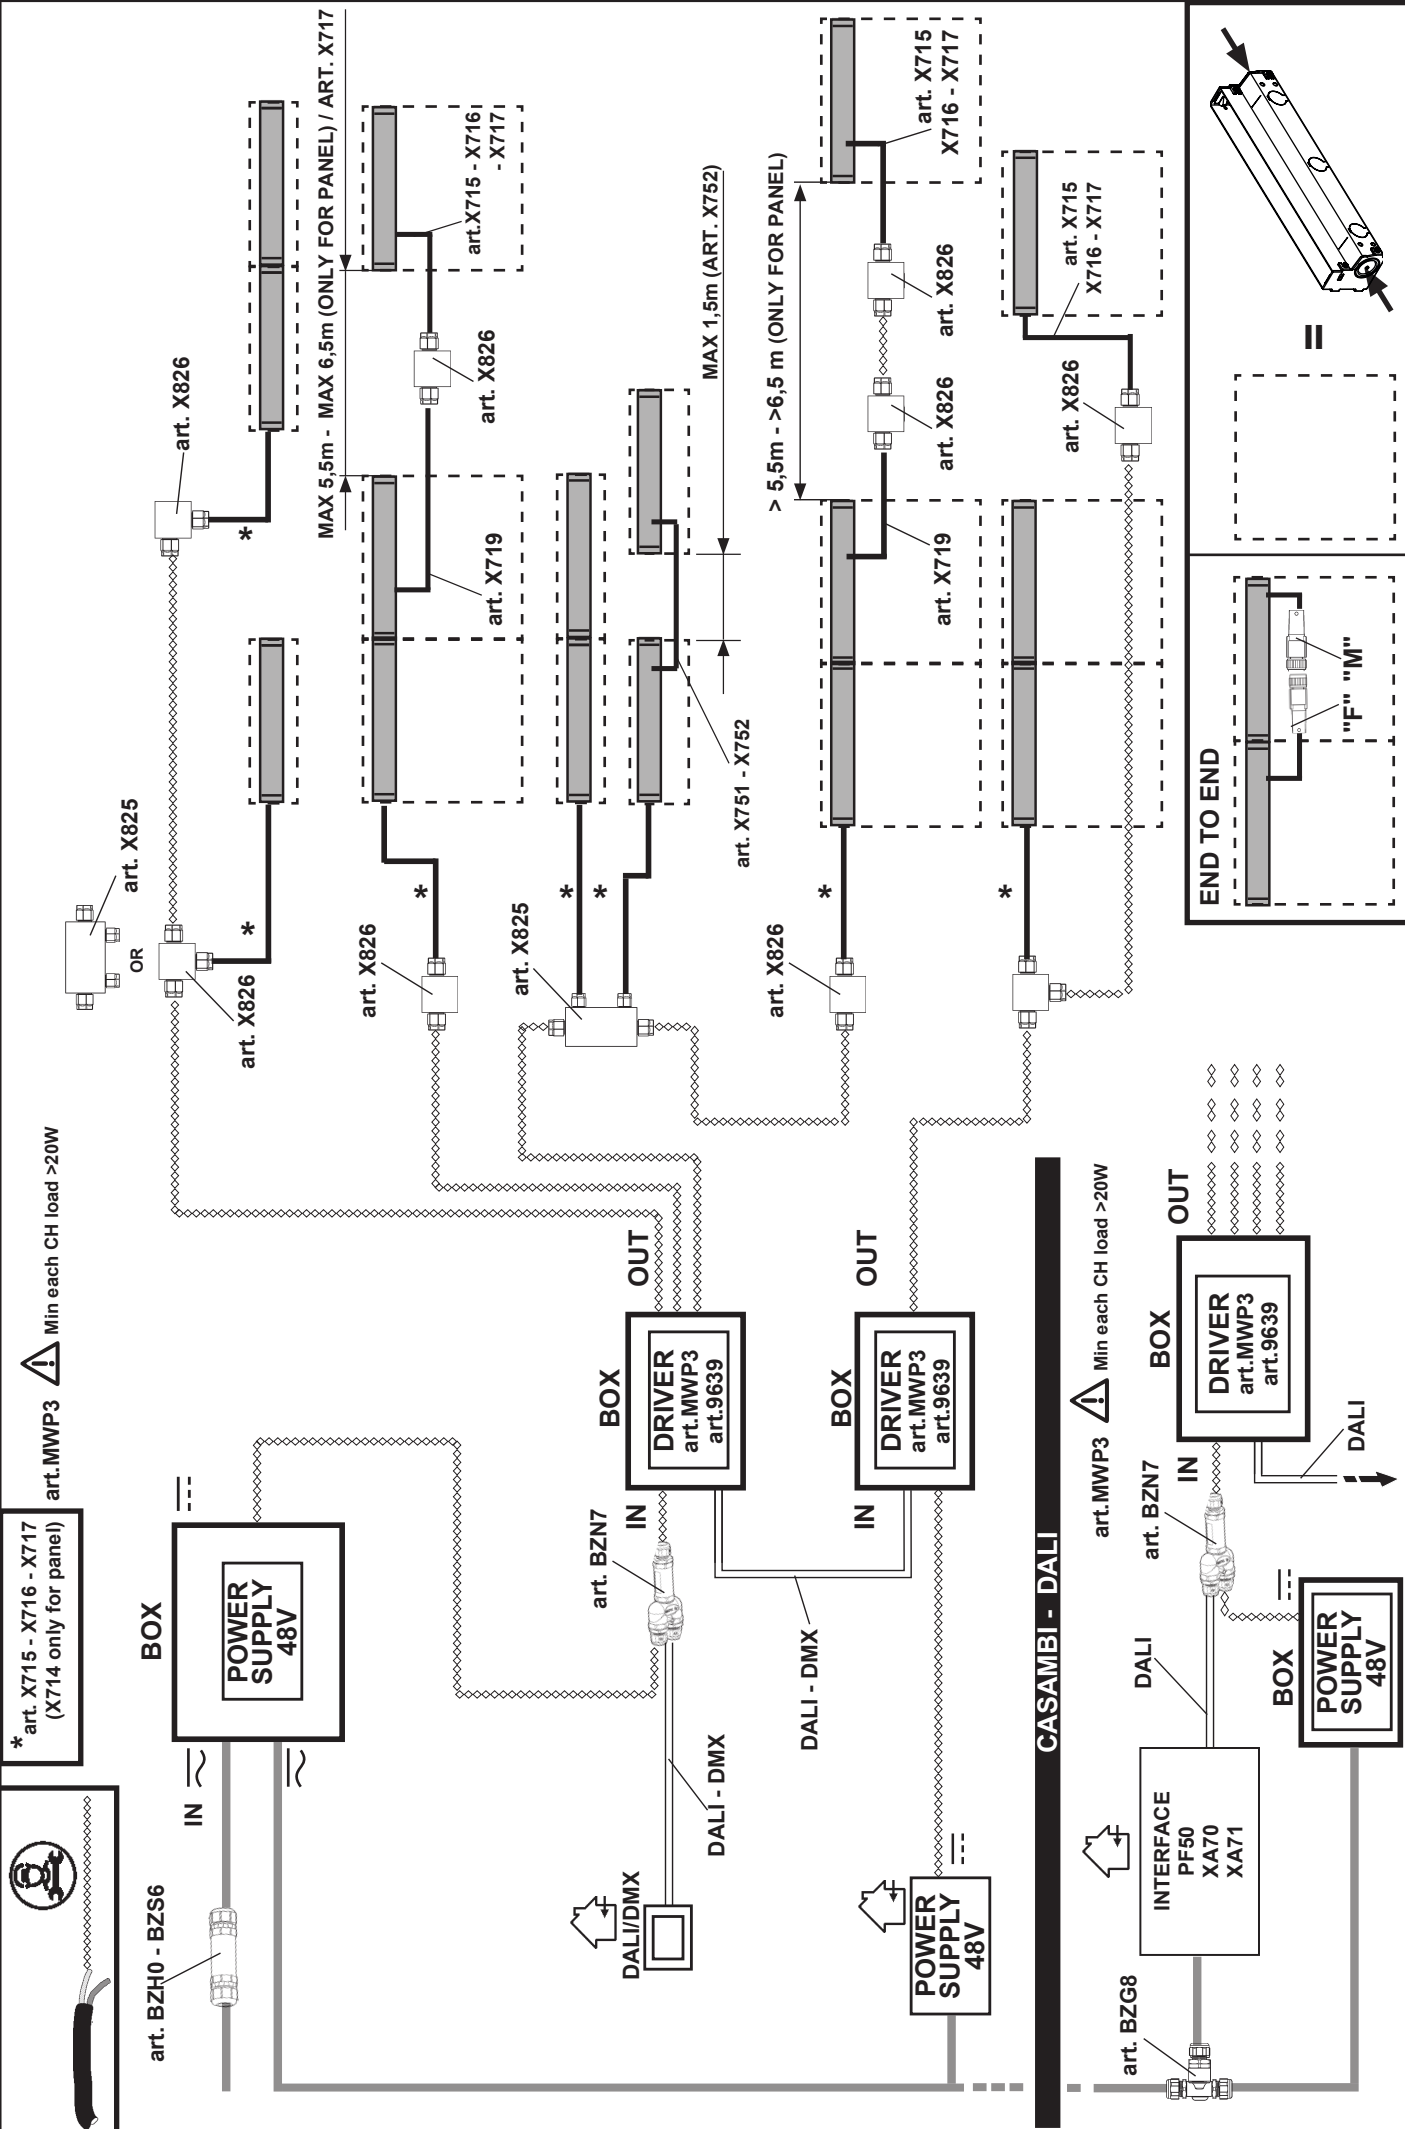 * art. X715 - X716 - X717
(X714 only for panel)
art.MWP3
Min each CH load >20W
art. BZH0 - BZS6
IN
BOX
POWER
SUPPLY
48V
art. X825
OR
art. X826
*
art. X826
*
MAX 5,5m - MAX 6,5m (ONLY FOR PANEL) / ART. X717
art. X826
*
art. X719
art. X826
art.X715 - X716
- X717
art. X825
*
*
art. X751 - X752
MAX 1,5m (ART. X752)
DALI/DMX
DALI - DMX
art. BZN7
IN
BOX
DRIVER
art.MWP3
art.9639
OUT
art. X826
*
art. X719
> 5,5m - >6,5 m (ONLY FOR PANEL)
art. X826
art. X826
art. X715
X716 - X717
DALI - DMX
POWER
SUPPLY
48V
IN
BOX
DRIVER
art.MWP3
art.9639
OUT
*
art. X826
art. X715
X716 - X717
CASAMBI - DALI
art.MWP3
Min each CH load >20W
art. BZG8
INTERFACE
PF50
XA70
XA71
DALI
art. BZN7
BOX
POWER
SUPPLY
48V
IN
BOX
DRIVER
art.MWP3
art.9639
OUT
DALI
END TO END
"F" "M"
=